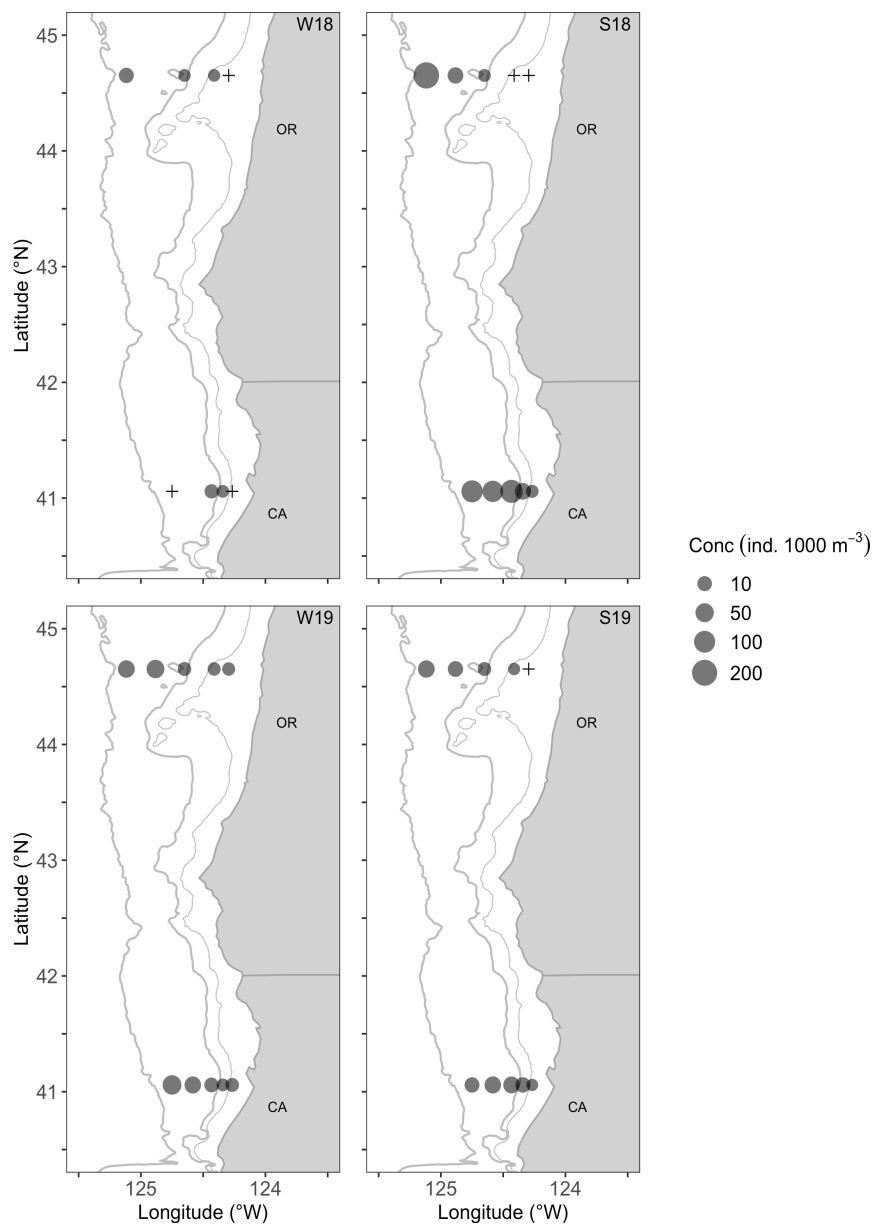 W18
S18
45
44
43
42
41
OR
CA
OR
CA
Latitude (°N)
Conc (ind. 1000 m⁻³)
10
50
100
200
W19
S19
45
44
43
42
41
OR
CA
OR
CA
Latitude (°N)
125
124
125
124
Longitude (°W)
Longitude (°W)